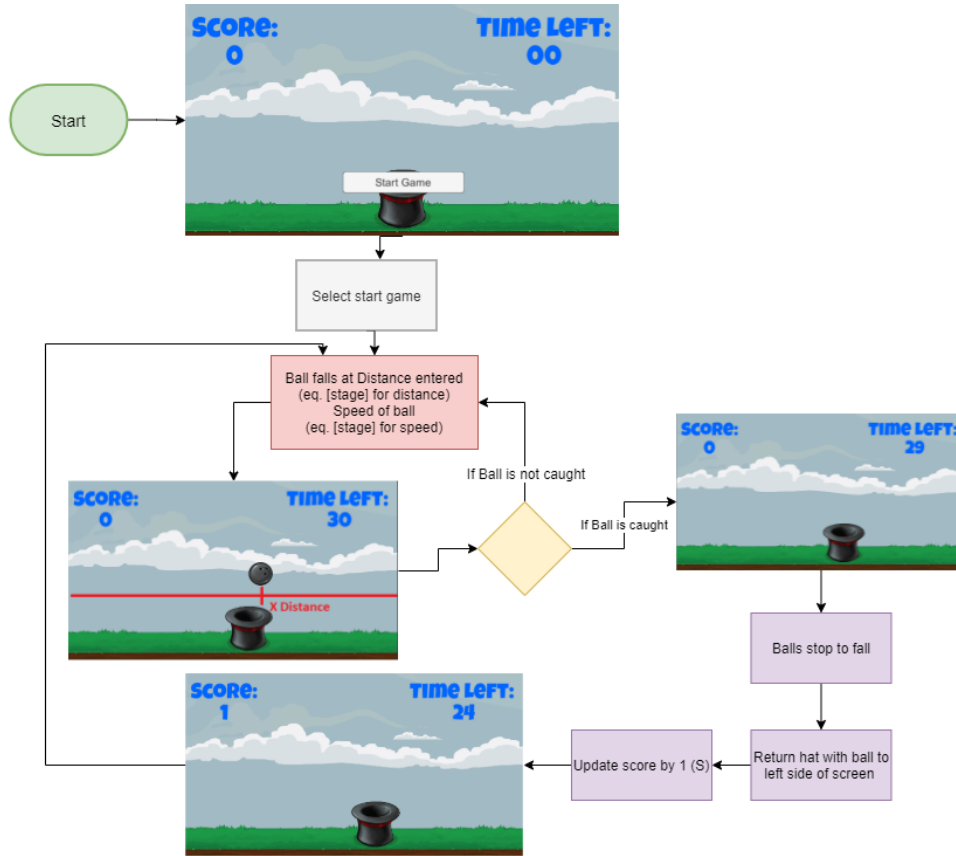 Score:
0
Time Left:
00
Start
Start Game
Select start game
Ball falls at Distance entered
(eq. [stage] for distance)
Speed of ball
(eq. [stage] for speed)
If Ball is not caught
Score:
0
Time Left:
30
X Distance
If Ball is caught
Score:
0
Time Left:
29
Balls stop to fall
Return hat with ball to
left side of screen
Update score by 1 (S)
Score:
1
Time Left:
24